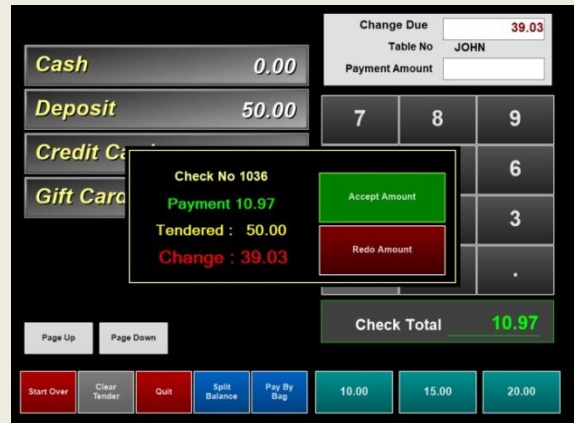 Change Due 39.03
Table No JOHN
Payment Amount
Cash 0.00
Deposit 50.00
Credit
Gift Card
7 8 9
6
3
.
Check No 1036
Payment 10.97
Tendered : 50.00
Change : 39.03
Accept Amount
Redo Amount
Check Total 10.97
Page Up Page Down
Start Over
Clear Tender
Quit
Split Balance
Pay By Bag
10.00 15.00 20.00